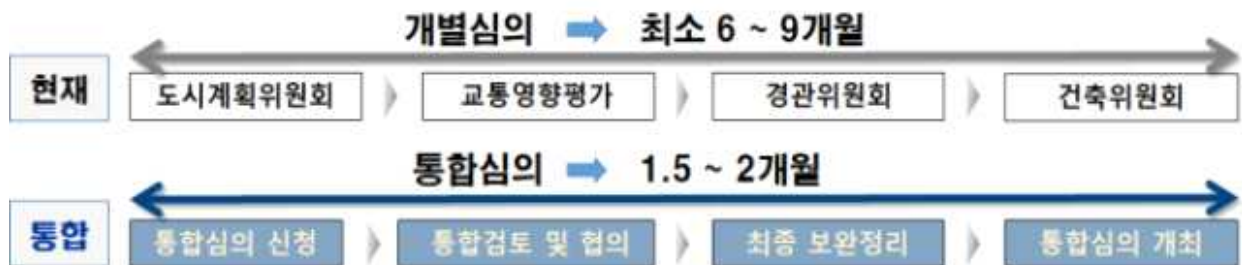 개별심의 ➡ 최소 6 ~ 9개월
현재
도시계획위원회 교통영향평가 경관위원회 건축위원회
통합심의 ➡ 1.5 ~ 2개월
통합
통합심의 신청 통합검토 및 협의 최종 보완정리 통합심의 개최